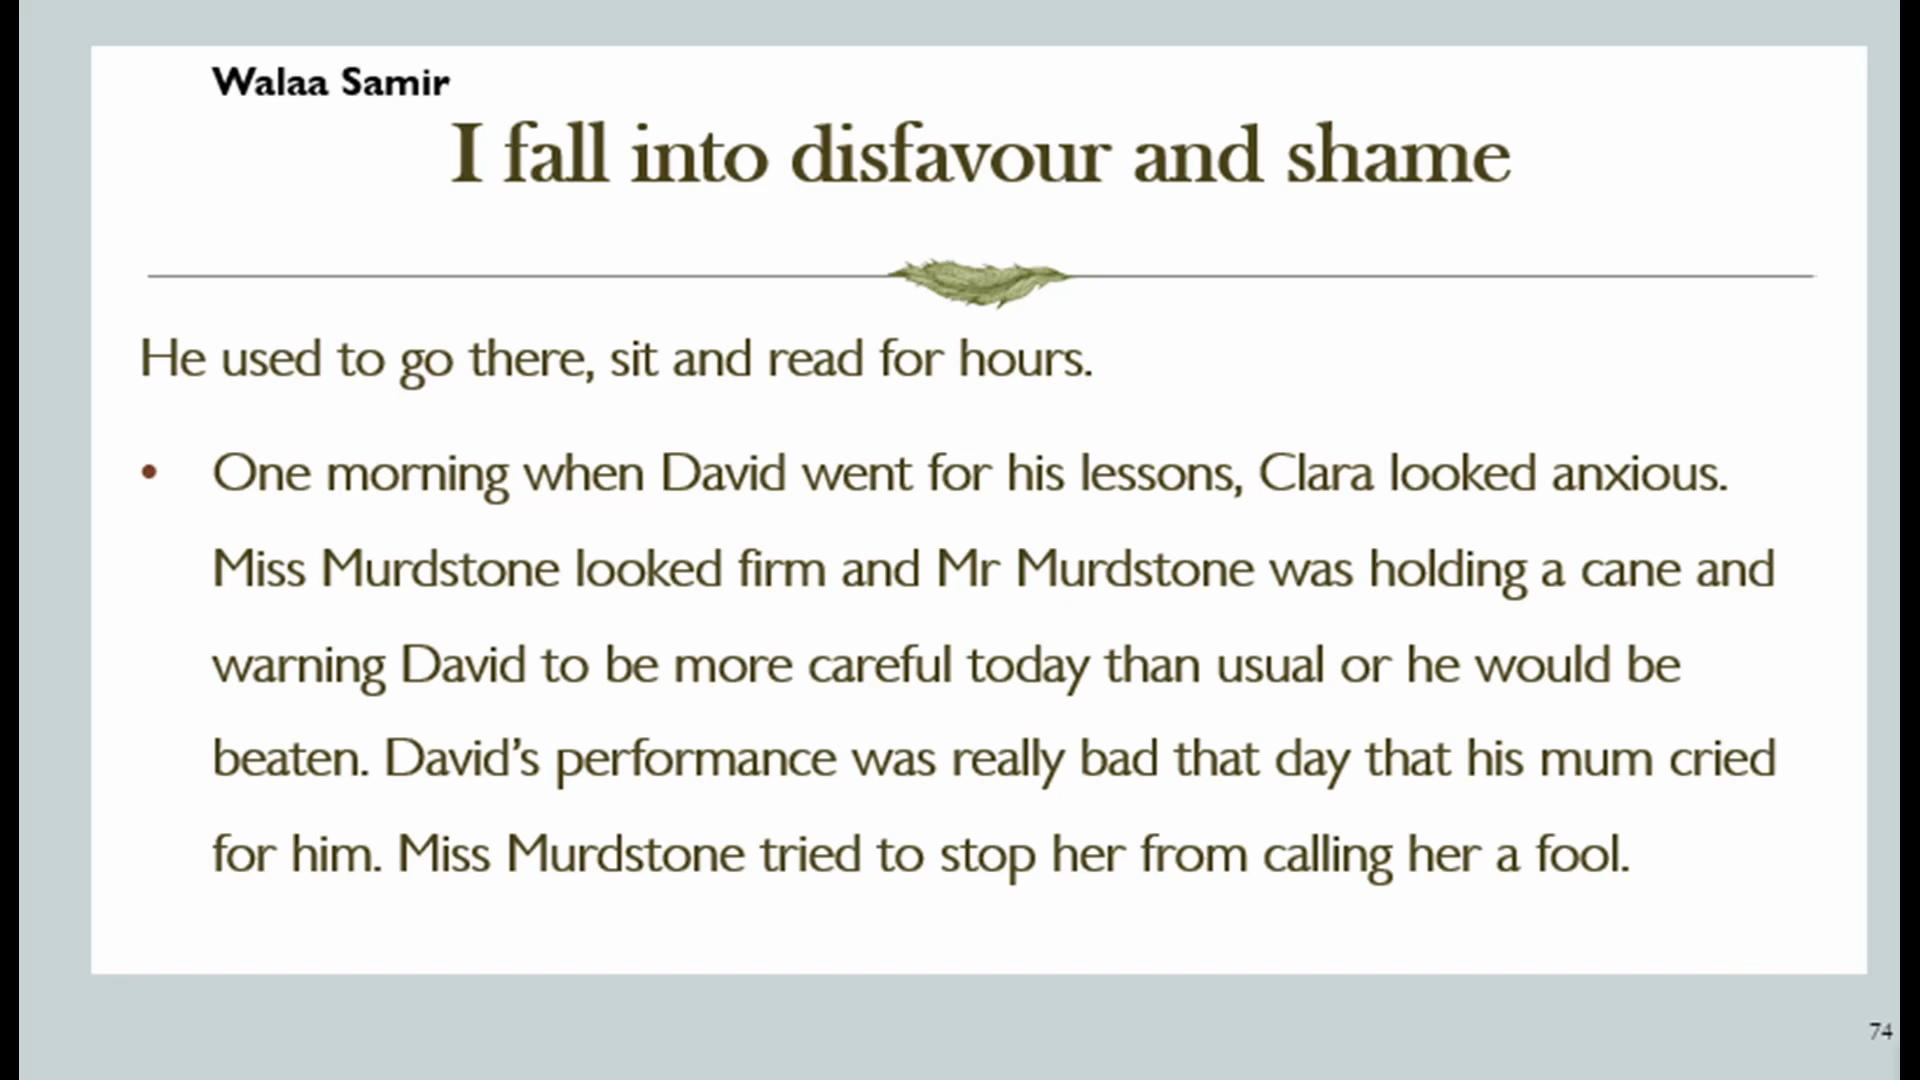 Walaa Samir
I fall into disfavour and shame
He used to go there, sit and read for hours.
• One morning when David went for his lessons, Clara looked anxious.
Miss Murdstone looked firm and Mr Murdstone was holding a cane and
warning David to be more careful today than usual or he would be
beaten. David’s performance was really bad that day that his mum cried
for him. Miss Murdstone tried to stop her from calling her a fool.
74